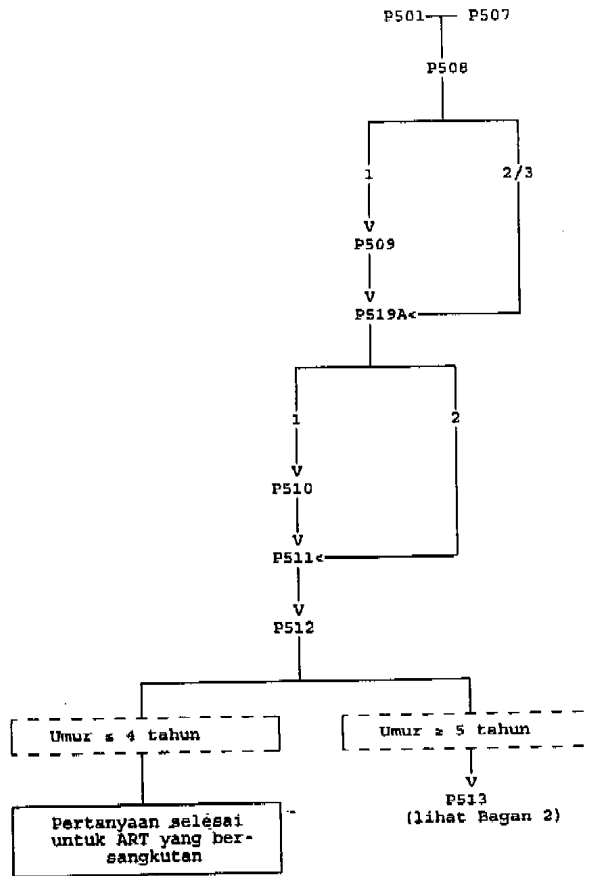 P501 P507
P508
1 2/3
V
P509
V
P519A<
1 2
V
P510
V
P511<
V
P512
Umur ≤ 4 tahun
Umur ≥ 5 tahun
V
P513
(lihat Bagan 2)
Pertanyaan selesai
untuk ART yang ber-
sangkutan